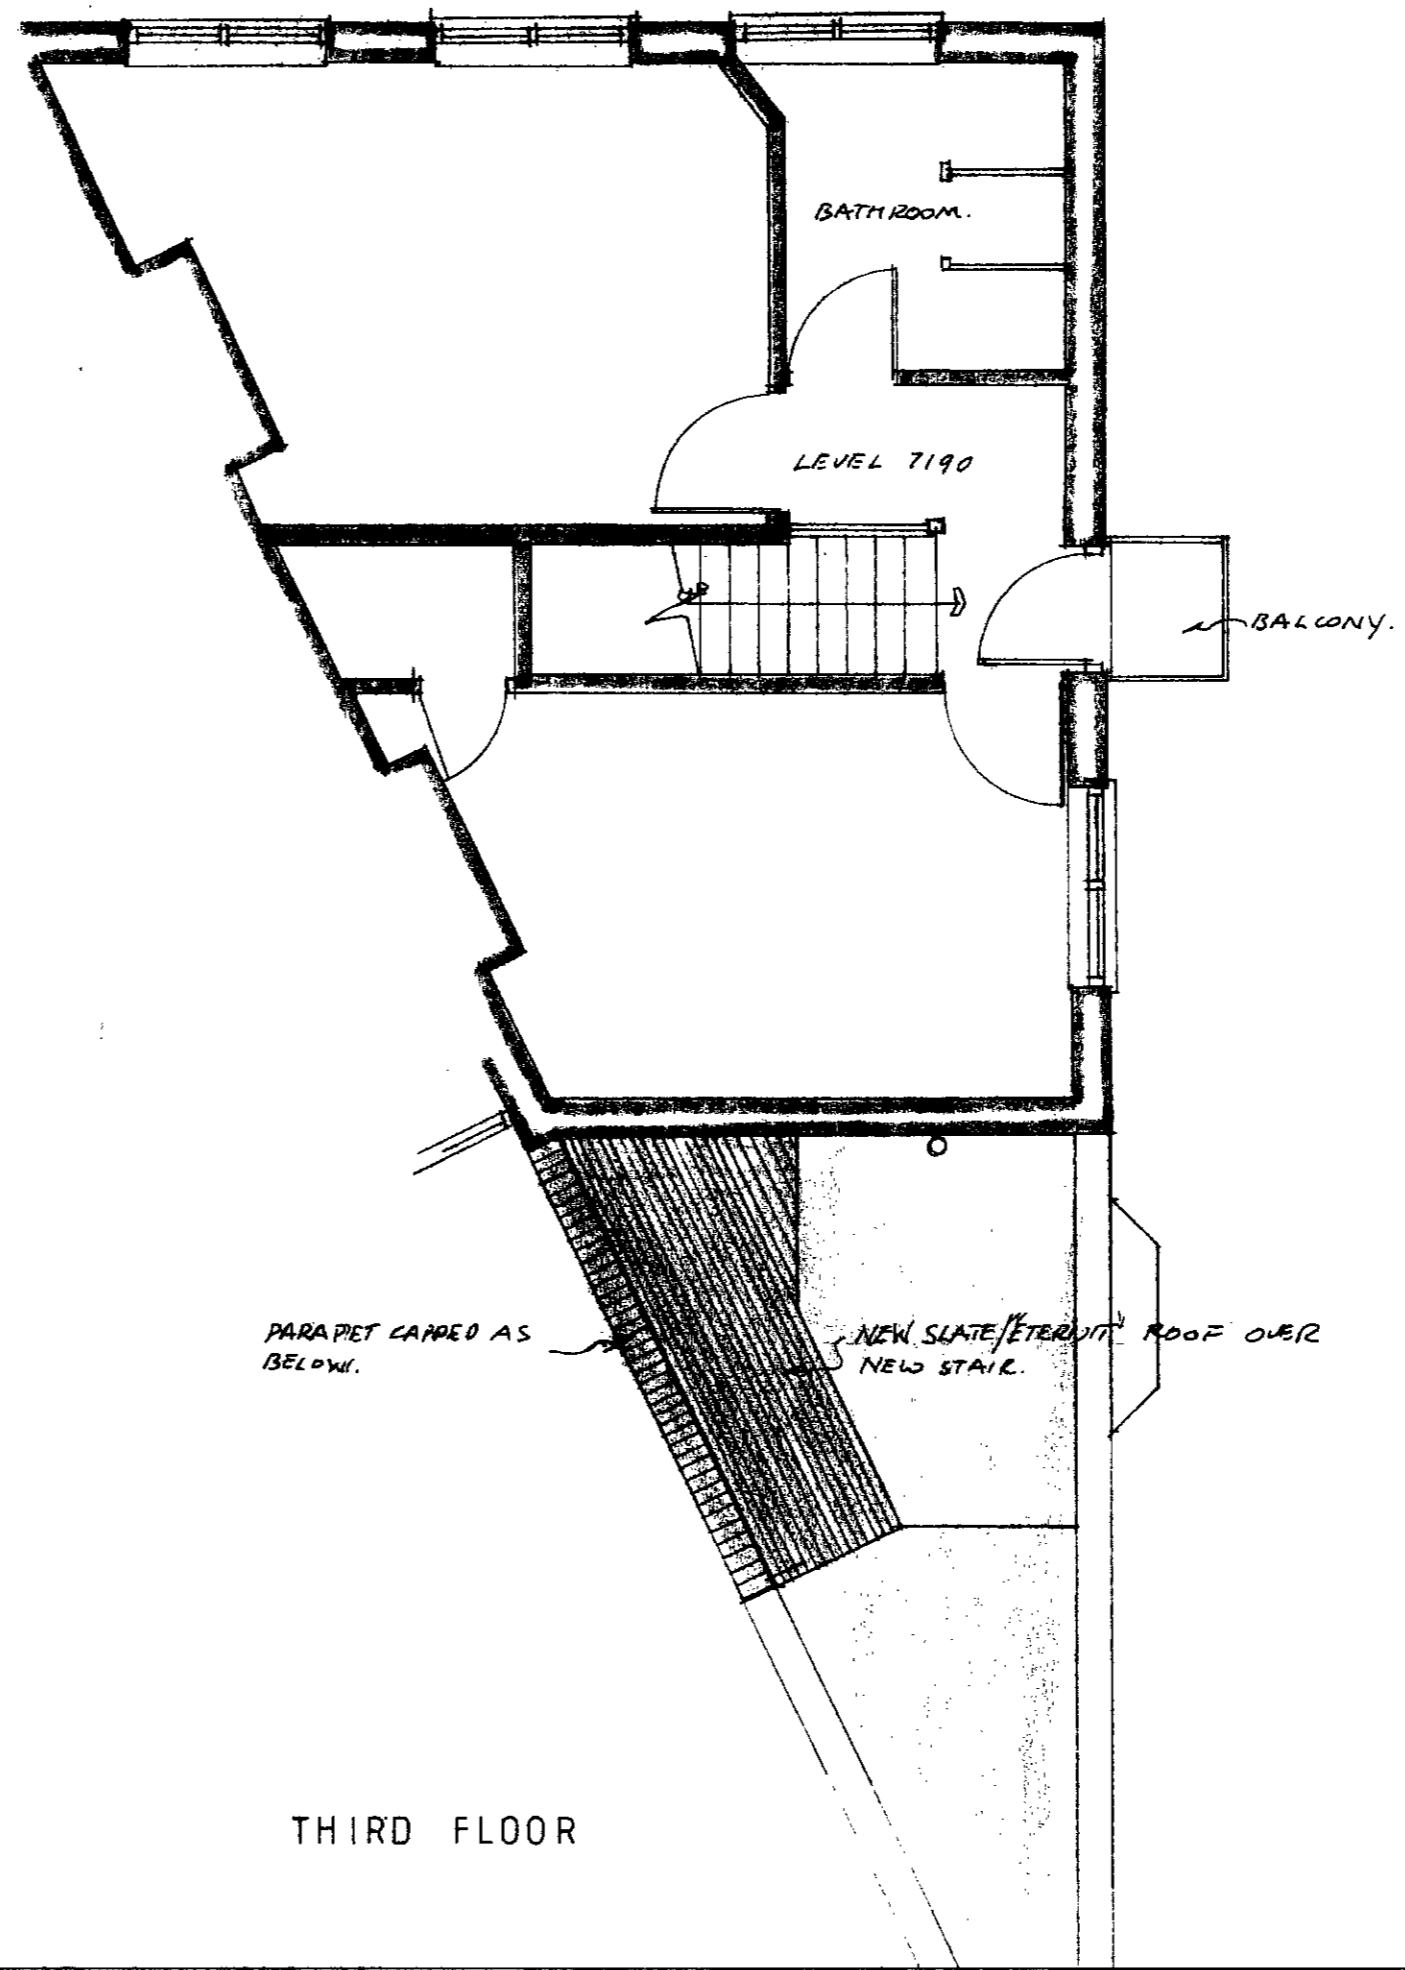 BATHROOM.
LEVEL 7190
UP
BALCONY.
PARAPET CAPPED AS
BELOW.
NEW SLATE/"ETERNIT" ROOF OVER
NEW STAIR.
THIRD FLOOR